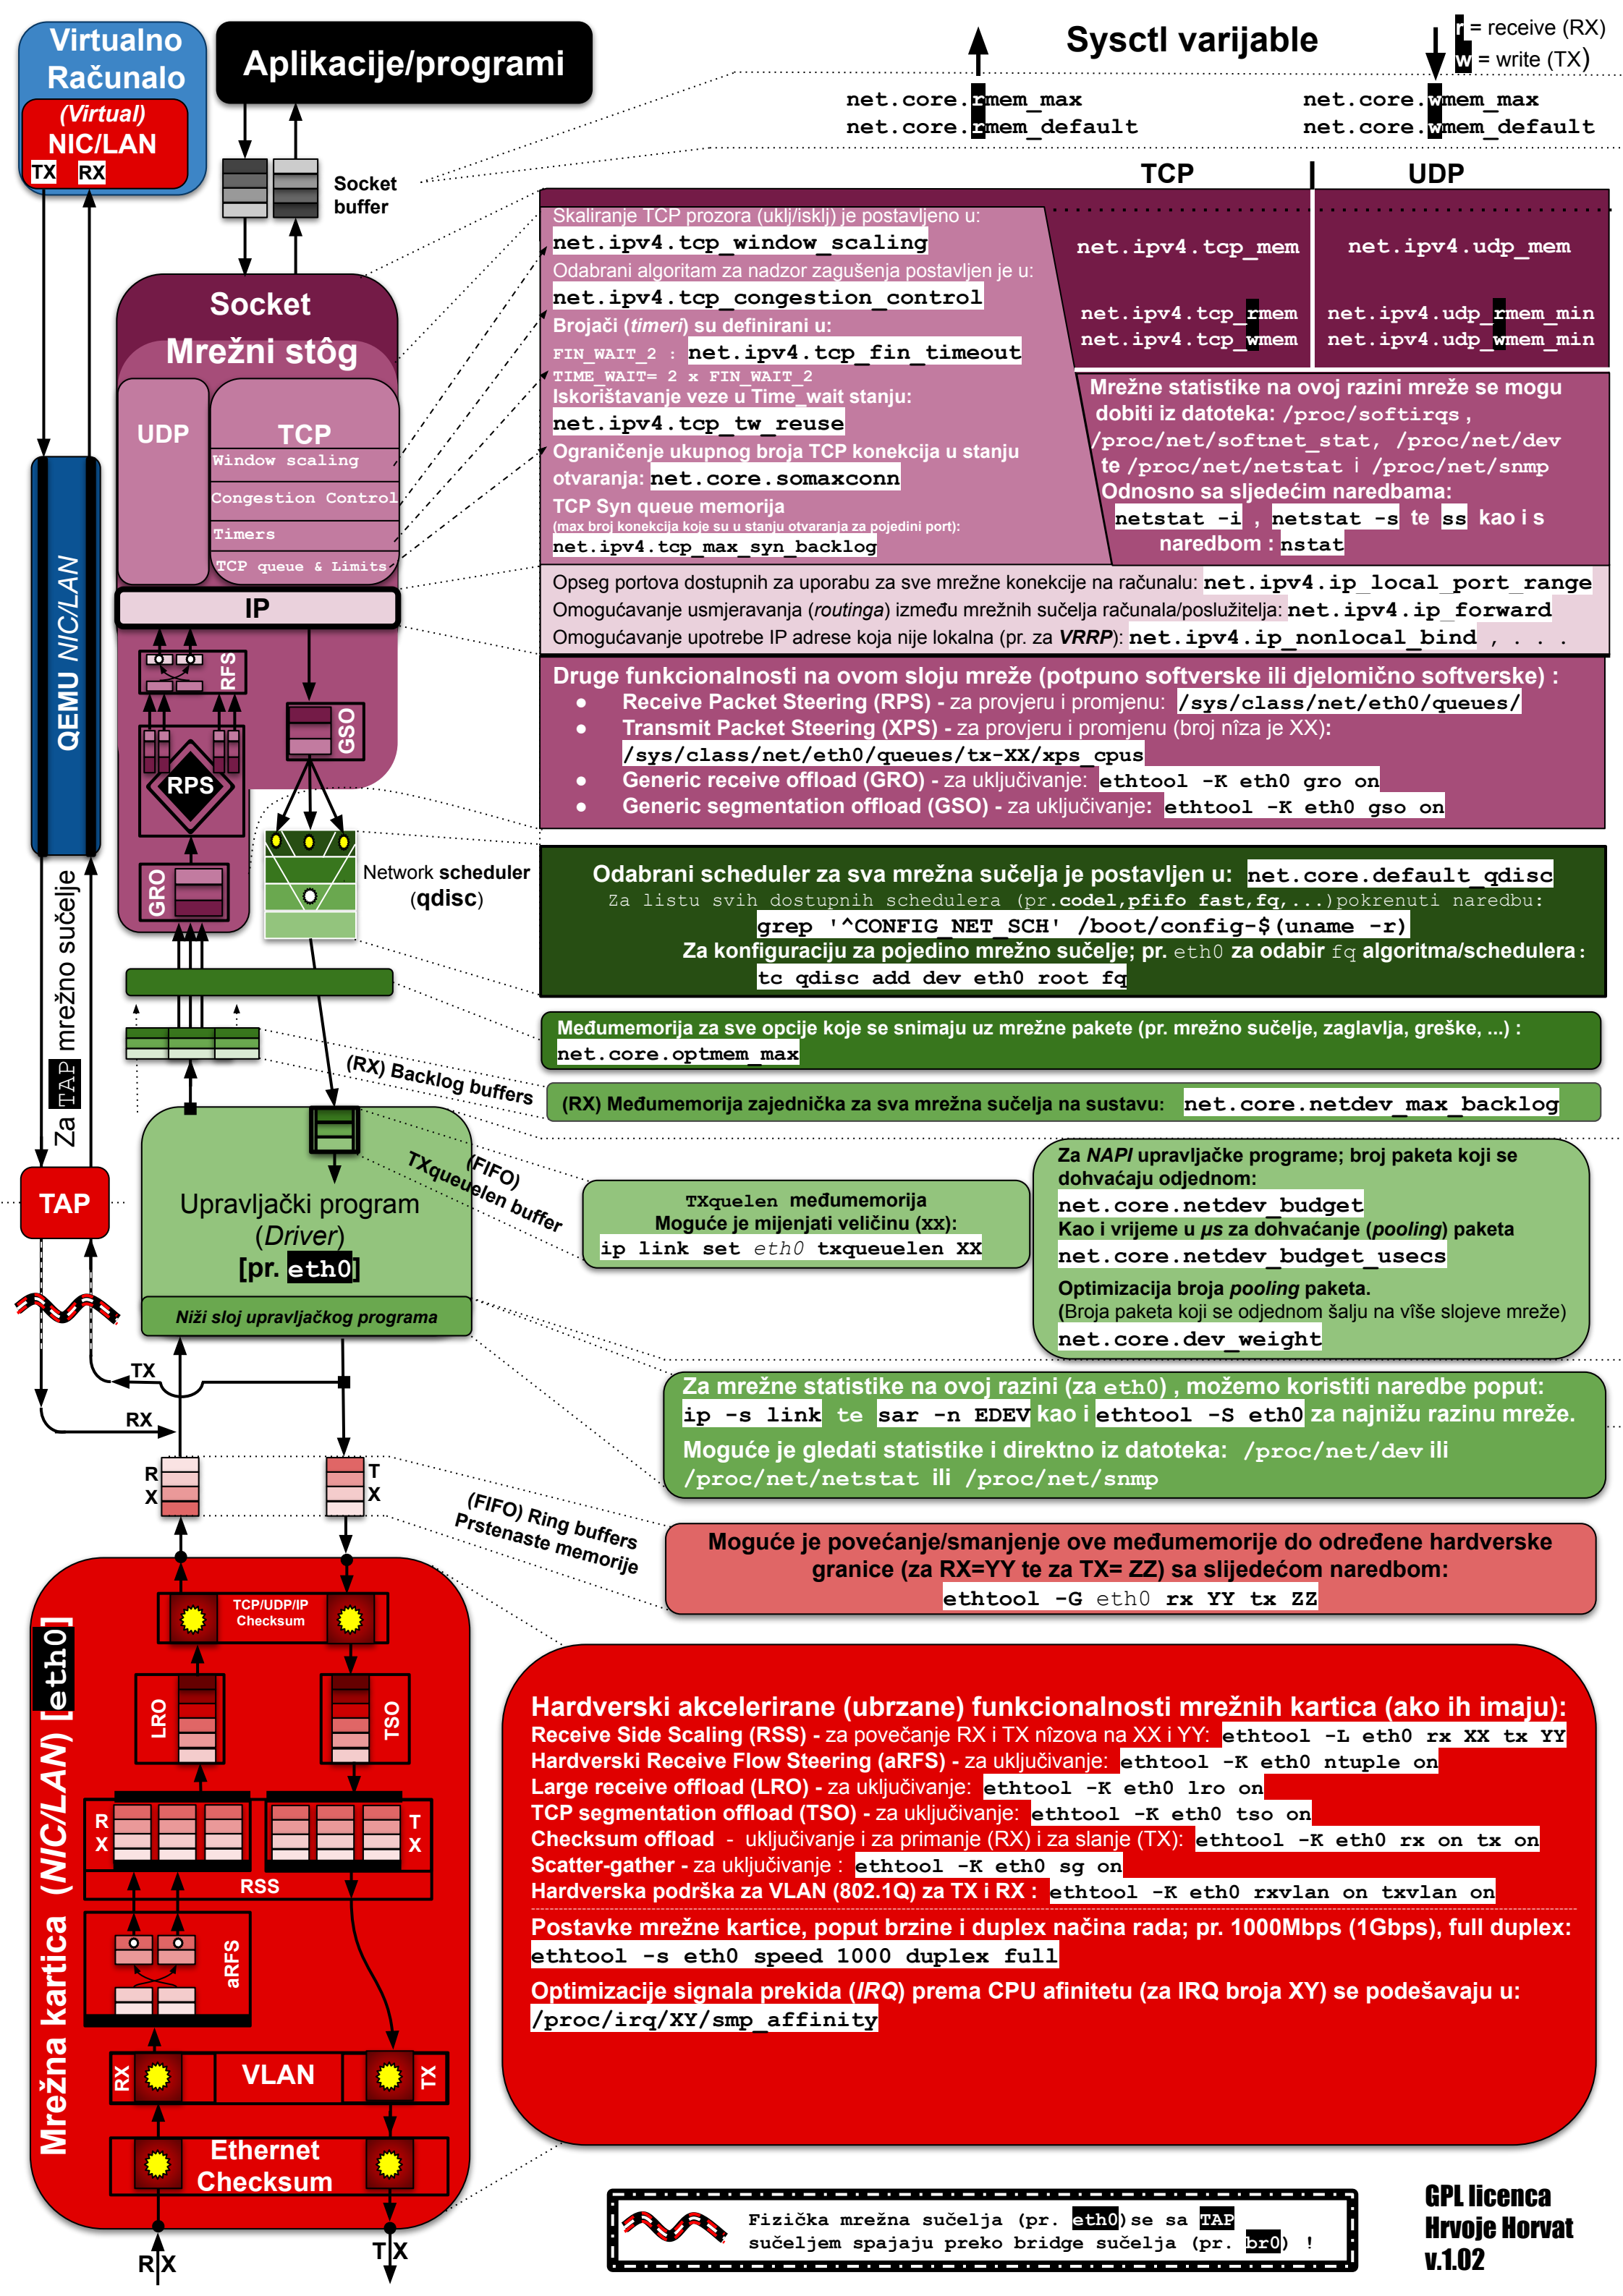 Virtualno
Računalo
(Virtual)
NIC/LAN
TX RX
Aplikacije/programi
Socket
buffer
Sysctl varijable
r = receive (RX)
w = write (TX)
net.core.rmem_max
net.core.rmem_default
net.core.wmem_max
net.core.wmem_default
TCP
UDP
Socket
Mrežni stôg
UDP
TCP
Window scaling
Congestion Control
Timers
TCP queue & Limits
IP
RFS
RPS
GRO
GSO
Network scheduler
(qdisc)
QEMU NIC/LAN
Za TAP mrežno sučelje
TAP
Skaliranje TCP prozora (uklj/isklj) je postavljeno u:
net.ipv4.tcp_window_scaling
Odabrani algoritam za nadzor zagušenja postavljen je u:
net.ipv4.tcp_congestion_control
Brojači (timeri) su definirani u:
FIN_WAIT_2 : net.ipv4.tcp_fin_timeout
TIME_WAIT= 2 x FIN_WAIT_2
Iskorištavanje veze u Time_wait stanju:
net.ipv4.tcp_tw_reuse
Ograničenje ukupnog broja TCP konekcija u stanju
otvaranja: net.core.somaxconn
TCP Syn queue memorija
(max broj konekcija koje su u stanju otvaranja za pojedini port):
net.ipv4.tcp_max_syn_backlog
net.ipv4.tcp_mem
net.ipv4.tcp_rmem
net.ipv4.tcp_wmem
net.ipv4.udp_mem
net.ipv4.udp_rmem_min
net.ipv4.udp_wmem_min
Mrežne statistike na ovoj razini mreže se mogu
dobiti iz datoteka: /proc/softirqs ,
/proc/net/softnet_stat, /proc/net/dev
te /proc/net/netstat i /proc/net/snmp
Odnosno sa sljedećim naredbama:
netstat -i , netstat -s te ss kao i s
naredbom : nstat
Opseg portova dostupnih za uporabu za sve mrežne konekcije na računalu: net.ipv4.ip_local_port_range
Omogućavanje usmjeravanja (routinga) između mrežnih sučelja računala/poslužitelja: net.ipv4.ip_forward
Omogućavanje upotrebe IP adrese koja nije lokalna (pr. za VRRP): net.ipv4.ip_nonlocal_bind , . . .
Druge funkcionalnosti na ovom sloju mreže (potpuno softverske ili djelomično softverske) :
● Receive Packet Steering (RPS) - za provjeru i promjenu: /sys/class/net/eth0/queues/
● Transmit Packet Steering (XPS) - za provjeru i promjenu (broj nîza je XX):
/sys/class/net/eth0/queues/tx-XX/xps_cpus
● Generic receive offload (GRO) - za uključivanje: ethtool -K eth0 gro on
● Generic segmentation offload (GSO) - za uključivanje: ethtool -K eth0 gso on
Odabrani scheduler za sva mrežna sučelja je postavljen u: net.core.default_qdisc
Za listu svih dostupnih schedulera (pr.codel,pfifo fast,fq,...)pokrenuti naredbu:
grep '^CONFIG_NET_SCH' /boot/config-$(uname -r)
Za konfiguraciju za pojedino mrežno sučelje; pr. eth0 za odabir fq algoritma/schedulera:
tc qdisc add dev eth0 root fq
Međumemorija za sve opcije koje se snimaju uz mrežne pakete (pr. mrežno sučelje, zaglavlja, greške, ...) :
net.core.optmem_max
(RX) Backlog buffers
(RX) Međumemorija zajednička za sva mrežna sučelja na sustavu: net.core.netdev_max_backlog
(FIFO)
TXqueuelen buffer
Upravljački program
(Driver)
[pr. eth0]
Niži sloj upravljačkog programa
TXquelen međumemorija
Moguće je mijenjati veličinu (xx):
ip link set eth0 txqueuelen XX
Za NAPI upravljačke programe; broj paketa koji se
dohvaćaju odjednom:
net.core.netdev_budget
Kao i vrijeme u µs za dohvaćanje (pooling) paketa
net.core.netdev_budget_usecs
Optimizacija broja pooling paketa.
(Broja paketa koji se odjednom šalju na vîše slojeve mreže)
net.core.dev_weight
TX
RX
Za mrežne statistike na ovoj razini (za eth0) , možemo koristiti naredbe poput:
ip -s link te sar -n EDEV kao i ethtool -S eth0 za najnižu razinu mreže.
Moguće je gledati statistike i direktno iz datoteka: /proc/net/dev ili
/proc/net/netstat ili /proc/net/snmp
RX
TX
(FIFO) Ring buffers
Prstenaste memorije
Moguće je povećanje/smanjenje ove međumemorije do određene hardverske
granice (za RX=YY te za TX= ZZ) sa slijedećom naredbom:
ethtool -G eth0 rx YY tx ZZ
Mrežna kartica (NIC/LAN) [eth0]
TCP/UDP/IP
Checksum
LRO
TSO
RX
TX
RSS
aRFS
RX
VLAN
TX
Ethernet
Checksum
RX
TX
Hardverski akcelerirane (ubrzane) funkcionalnosti mrežnih kartica (ako ih imaju):
Receive Side Scaling (RSS) - za povečanje RX i TX nîzova na XX i YY: ethtool -L eth0 rx XX tx YY
Hardverski Receive Flow Steering (aRFS) - za uključivanje: ethtool -K eth0 ntuple on
Large receive offload (LRO) - za uključivanje: ethtool -K eth0 lro on
TCP segmentation offload (TSO) - za uključivanje: ethtool -K eth0 tso on
Checksum offload - uključivanje i za primanje (RX) i za slanje (TX): ethtool -K eth0 rx on tx on
Scatter-gather - za uključivanje : ethtool -K eth0 sg on
Hardverska podrška za VLAN (802.1Q) za TX i RX : ethtool -K eth0 rxvlan on txvlan on
Postavke mrežne kartice, poput brzine i duplex načina rada; pr. 1000Mbps (1Gbps), full duplex:
ethtool -s eth0 speed 1000 duplex full
Optimizacije signala prekida (IRQ) prema CPU afinitetu (za IRQ broja XY) se podešavaju u:
/proc/irq/XY/smp_affinity
Fizička mrežna sučelja (pr. eth0)se sa TAP
sučeljem spajaju preko bridge sučelja (pr. br0) !
GPL licenca
Hrvoje Horvat
v.1.02